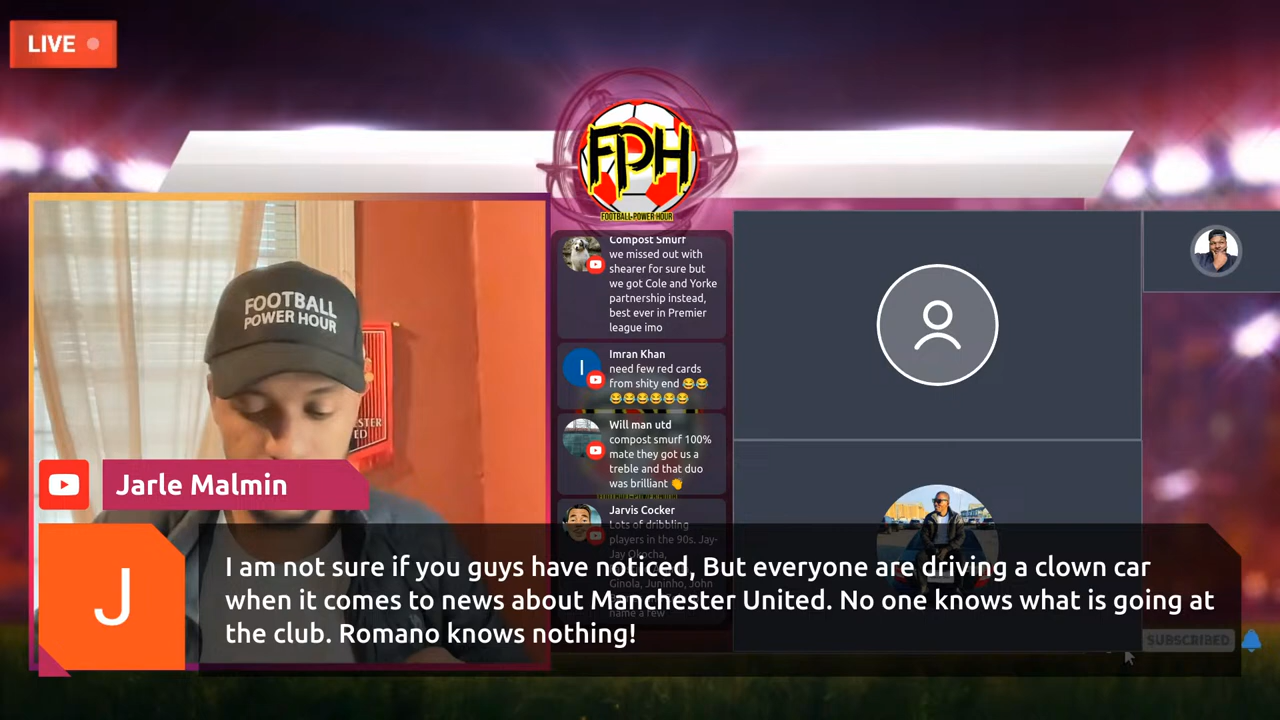 LIVE
FPH
FOOTBALL POWER HOUR
FOOTBALL
POWER HOUR
Compost Smurf
we missed out with
shearer for sure but
we got Cole and Yorke
partnership instead,
best ever in Premier
league imo
I
Imran Khan
need few red cards
from shity end 😂😂
😂😂😂😂😂😂
Will man utd
compost smurf 100%
mate they got us a
treble and that duo
was brilliant 👏
Jarvis Cocker
Lots of dribbling
players in the 90s. Jay-
Jay Okocha,
Ginola, Juninho, John
name a few
Jarle Malmin
J
I am not sure if you guys have noticed, But everyone are driving a clown car
when it comes to news about Manchester United. No one knows what is going at
the club. Romano knows nothing!
SUBSCRIBED